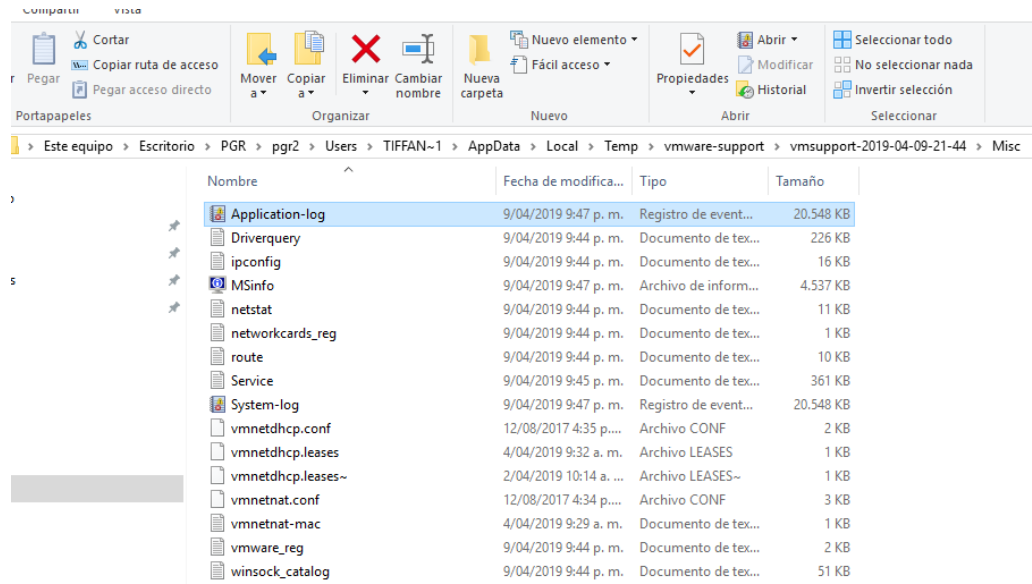 Compartir Vista
Cortar
Copiar ruta de acceso
Pegar acceso directo
Pegar
Portapapeles
Mover a
Copiar a
Eliminar
Cambiar nombre
Organizar
Nueva carpeta
Nuevo elemento
Fácil acceso
Nuevo
Propiedades
Abrir
Modificar
Historial
Abrir
Seleccionar todo
No seleccionar nada
Invertir selección
Seleccionar
Este equipo > Escritorio > PGR > pgr2 > Users > TIFFAN~1 > AppData > Local > Temp > vmware-support > vmsupport-2019-04-09-21-44 > Misc
Nombre Fecha de modifica... Tipo Tamaño
Application-log 9/04/2019 9:47 p. m. Registro de event... 20.548 KB
Driverquery 9/04/2019 9:44 p. m. Documento de tex... 226 KB
ipconfig 9/04/2019 9:44 p. m. Documento de tex... 16 KB
MSinfo 9/04/2019 9:47 p. m. Archivo de inform... 4.537 KB
netstat 9/04/2019 9:44 p. m. Documento de tex... 11 KB
networkcards_reg 9/04/2019 9:44 p. m. Documento de tex... 1 KB
route 9/04/2019 9:44 p. m. Documento de tex... 10 KB
Service 9/04/2019 9:45 p. m. Documento de tex... 361 KB
System-log 9/04/2019 9:47 p. m. Registro de event... 20.548 KB
vmnetdhcp.conf 12/08/2017 4:35 p.... Archivo CONF 2 KB
vmnetdhcp.leases 4/04/2019 9:32 a. m. Archivo LEASES 1 KB
vmnetdhcp.leases~ 2/04/2019 10:14 a. ... Archivo LEASES~ 1 KB
vmnetnat.conf 12/08/2017 4:34 p.... Archivo CONF 3 KB
vmnetnat-mac 4/04/2019 9:29 a. m. Documento de tex... 1 KB
vmware_reg 9/04/2019 9:44 p. m. Documento de tex... 2 KB
winsock_catalog 9/04/2019 9:44 p. m. Documento de tex... 51 KB